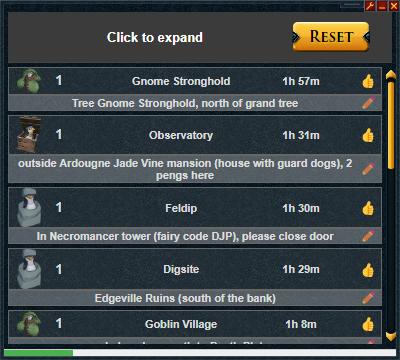 Click to expand
RESET
1 Gnome Stronghold 1h 57m
Tree Gnome Stronghold, north of grand tree
1 Observatory 1h 31m
outside Ardougne Jade Vine mansion (house with guard dogs), 2
pengs here
1 Feldip 1h 30m
In Necromancer tower (fairy code DJP), please close door
1 Digsite 1h 29m
Edgeville Ruins (south of the bank)
1 Goblin Village 1h 8m